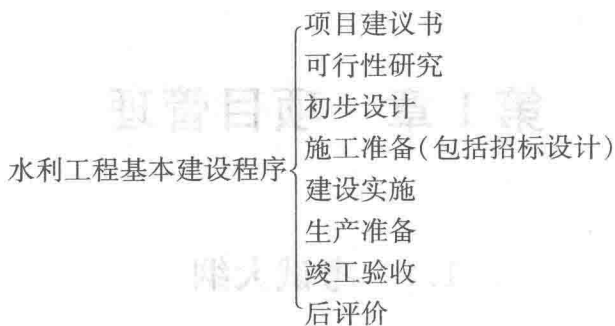 水利工程基本建设程序
项目建议书
可行性研究
初步设计
施工准备(包括招标设计)
建设实施
生产准备
竣工验收
后评价